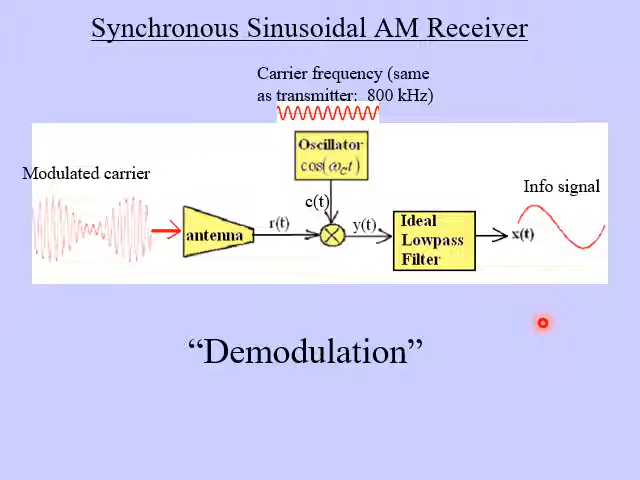 Synchronous Sinusoidal AM Receiver
Carrier frequency (same
as transmitter: 800 kHz)
Oscillator
cos(ω_c t)
Modulated carrier
Info signal
c(t)
antenna
r(t)
y(t)
Ideal
Lowpass
Filter
x(t)
“Demodulation”